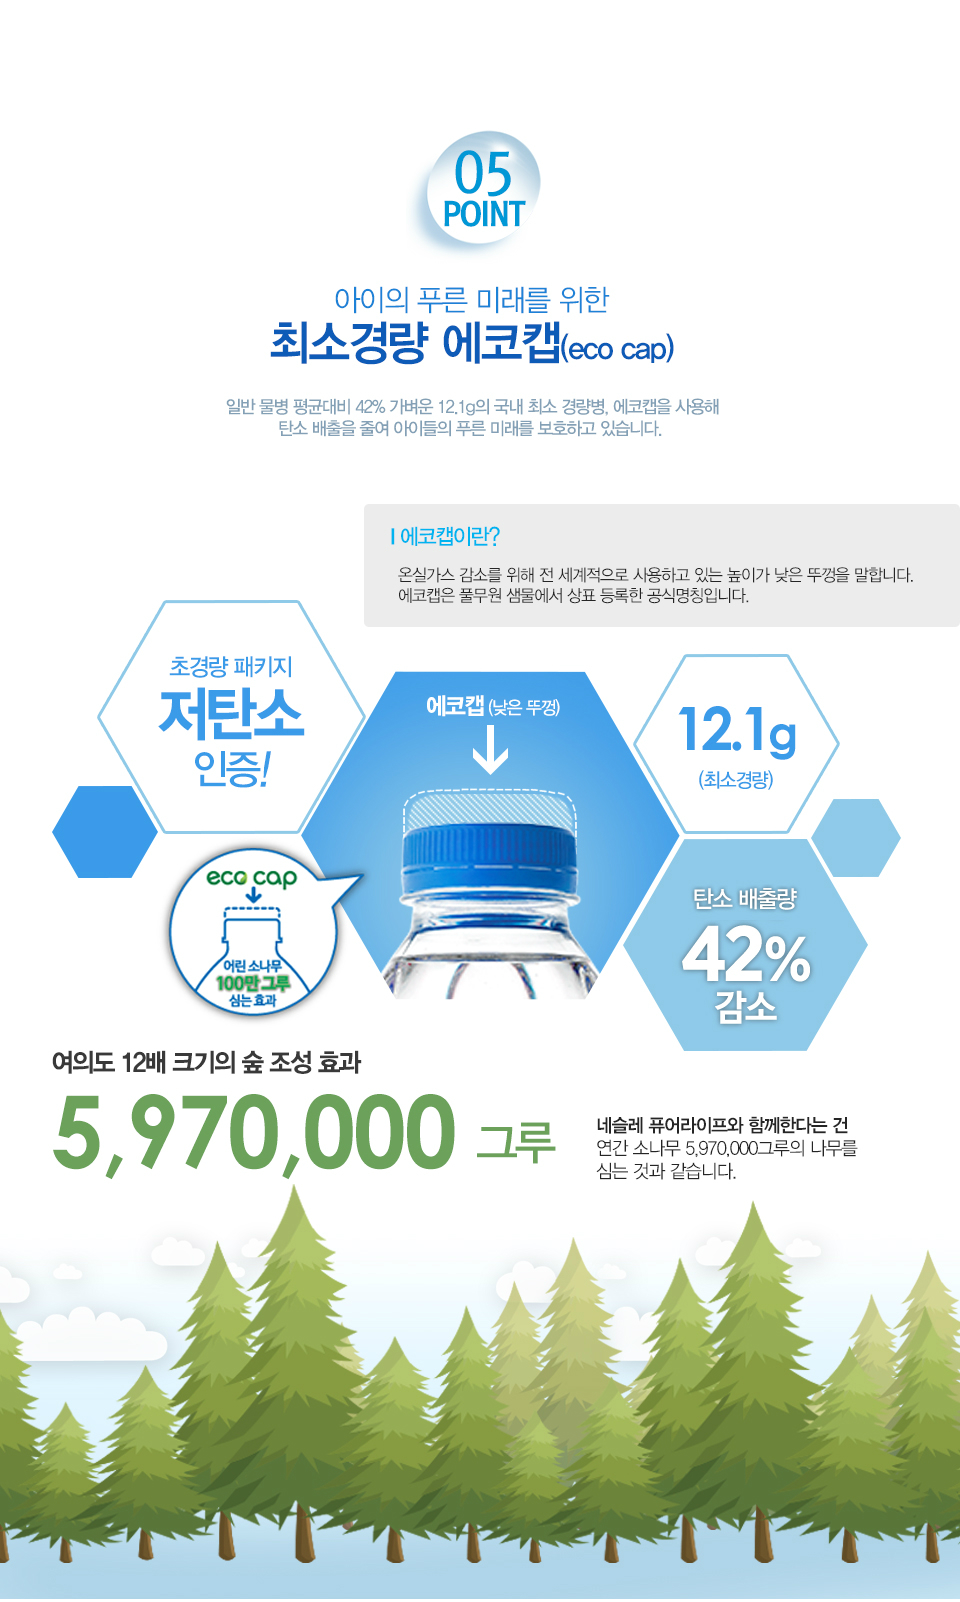 05
POINT
아이의 푸른 미래를 위한
최소경량 에코캡(eco cap)
일반 물병 평균대비 42% 가벼운 12.1g의 국내 최소 경량병, 에코캡을 사용해
탄소 배출을 줄여 아이들의 푸른 미래를 보호하고 있습니다.
I 에코캡이란?
온실가스 감소를 위해 전 세계적으로 사용하고 있는 높이가 낮은 뚜껑을 말합니다.
에코캡은 풀무원 샘물에서 상표 등록한 공식명칭입니다.
초경량 패키지
저탄소
인증!
에코캡 (낮은 뚜껑)
12.1g
(최소경량)
eco cap
어린 소나무
100만 그루
심는 효과
탄소 배출량
42%
감소
여의도 12배 크기의 숲 조성 효과
5,970,000 그루
네슬레 퓨어라이프와 함께한다는 건
연간 소나무 5,970,000그루의 나무를
심는 것과 같습니다.